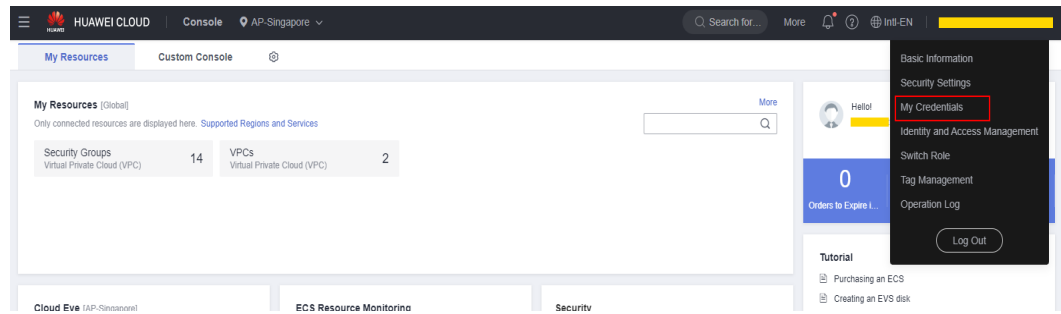 HUAWEI
HUAWEI CLOUD
Console
AP-Singapore
Search for...
More
Intl-EN
My Resources
Custom Console
My Resources [Global]
More
Only connected resources are displayed here. Supported Regions and Services
Security Groups
Virtual Private Cloud (VPC)
14
VPCs
Virtual Private Cloud (VPC)
2
Hello!
0
Orders to Expire i...
Basic Information
Security Settings
My Credentials
Identity and Access Management
Switch Role
Tag Management
Operation Log
Log Out
Tutorial
Purchasing an ECS
Creating an EVS disk
Cloud Eye [AP-Singapore]
ECS Resource Monitoring
Security